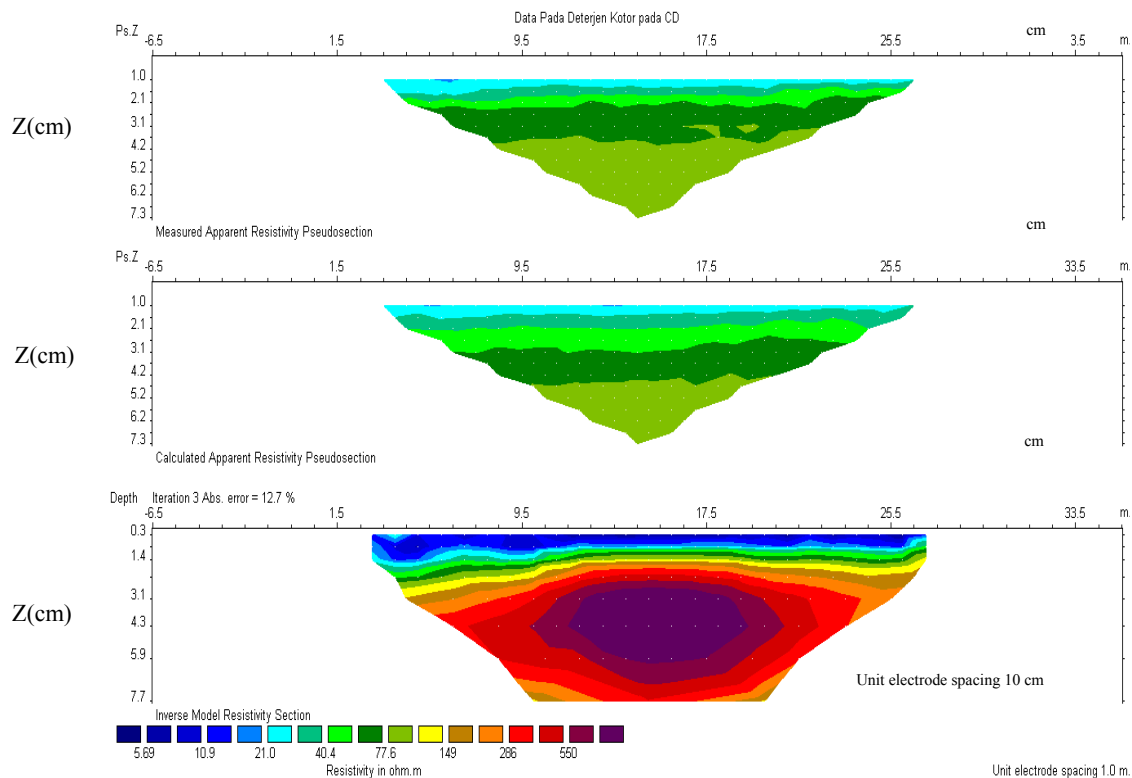 Data Pada Deterjen Kotor pada CD
Ps.Z -6.5 1.5 9.5 17.5 25.5 cm 3.5 m.
1.0
2.1
Z(cm)
3.1
4.2
5.2
6.2
7.3
cm
Measured Apparent Resistivity Pseudosection
Ps.Z -6.5 1.5 9.5 17.5 25.5 33.5 m.
1.0
2.1
3.1
Z(cm)
4.2
5.2
6.2
7.3
cm
Calculated Apparent Resistivity Pseudosection
Depth Iteration 3 Abs. error = 12.7 %
-6.5 1.5 9.5 17.5 25.5 33.5 m.
0.3
1.4
3.1
Z(cm)
4.3
5.9
Unit electrode spacing 10 cm
7.7
Inverse Model Resistivity Section
5.69 10.9 21.0 40.4 77.6 149 286 550
Resistivity in ohm.m
Unit electrode spacing 1.0 m.